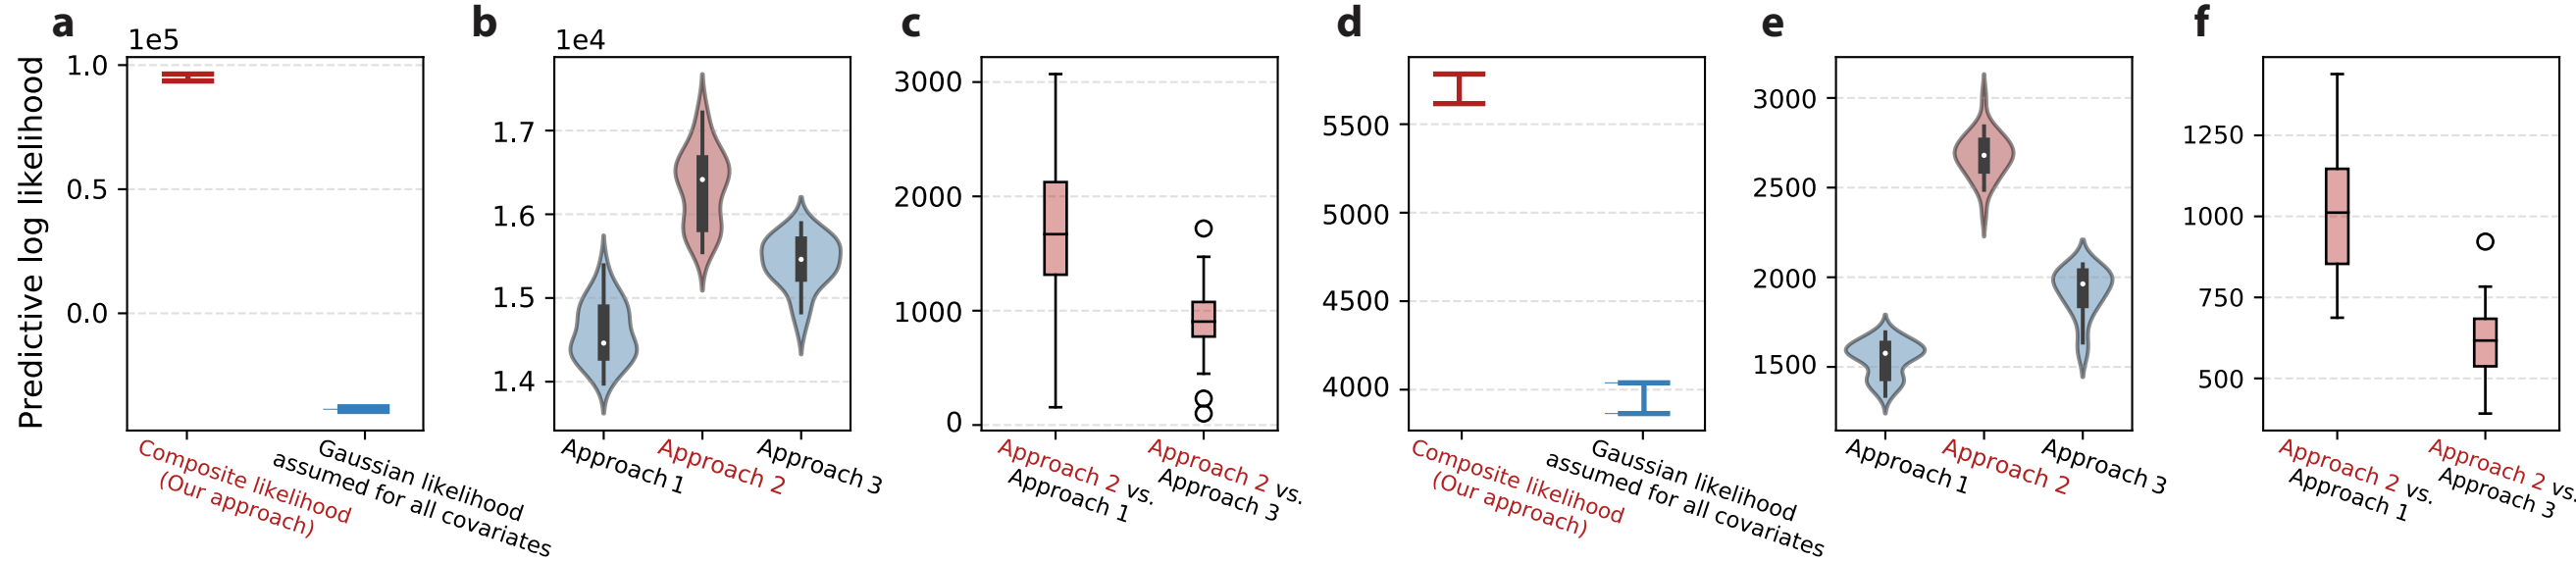 a
1e5
Predictive log likelihood
1.0
0.5
0.0
Composite likelihood
(Our approach)
Gaussian likelihood
assumed for all covariates
b
1e4
1.7
1.6
1.5
1.4
Approach 1
Approach 2
Approach 3
c
3000
2000
1000
0
Approach 2 vs.
Approach 1
Approach 2 vs.
Approach 3
d
5500
5000
4500
4000
Composite likelihood
(Our approach)
Gaussian likelihood
assumed for all covariates
e
3000
2500
2000
1500
Approach 1
Approach 2
Approach 3
f
1250
1000
750
500
Approach 2 vs.
Approach 1
Approach 2 vs.
Approach 3